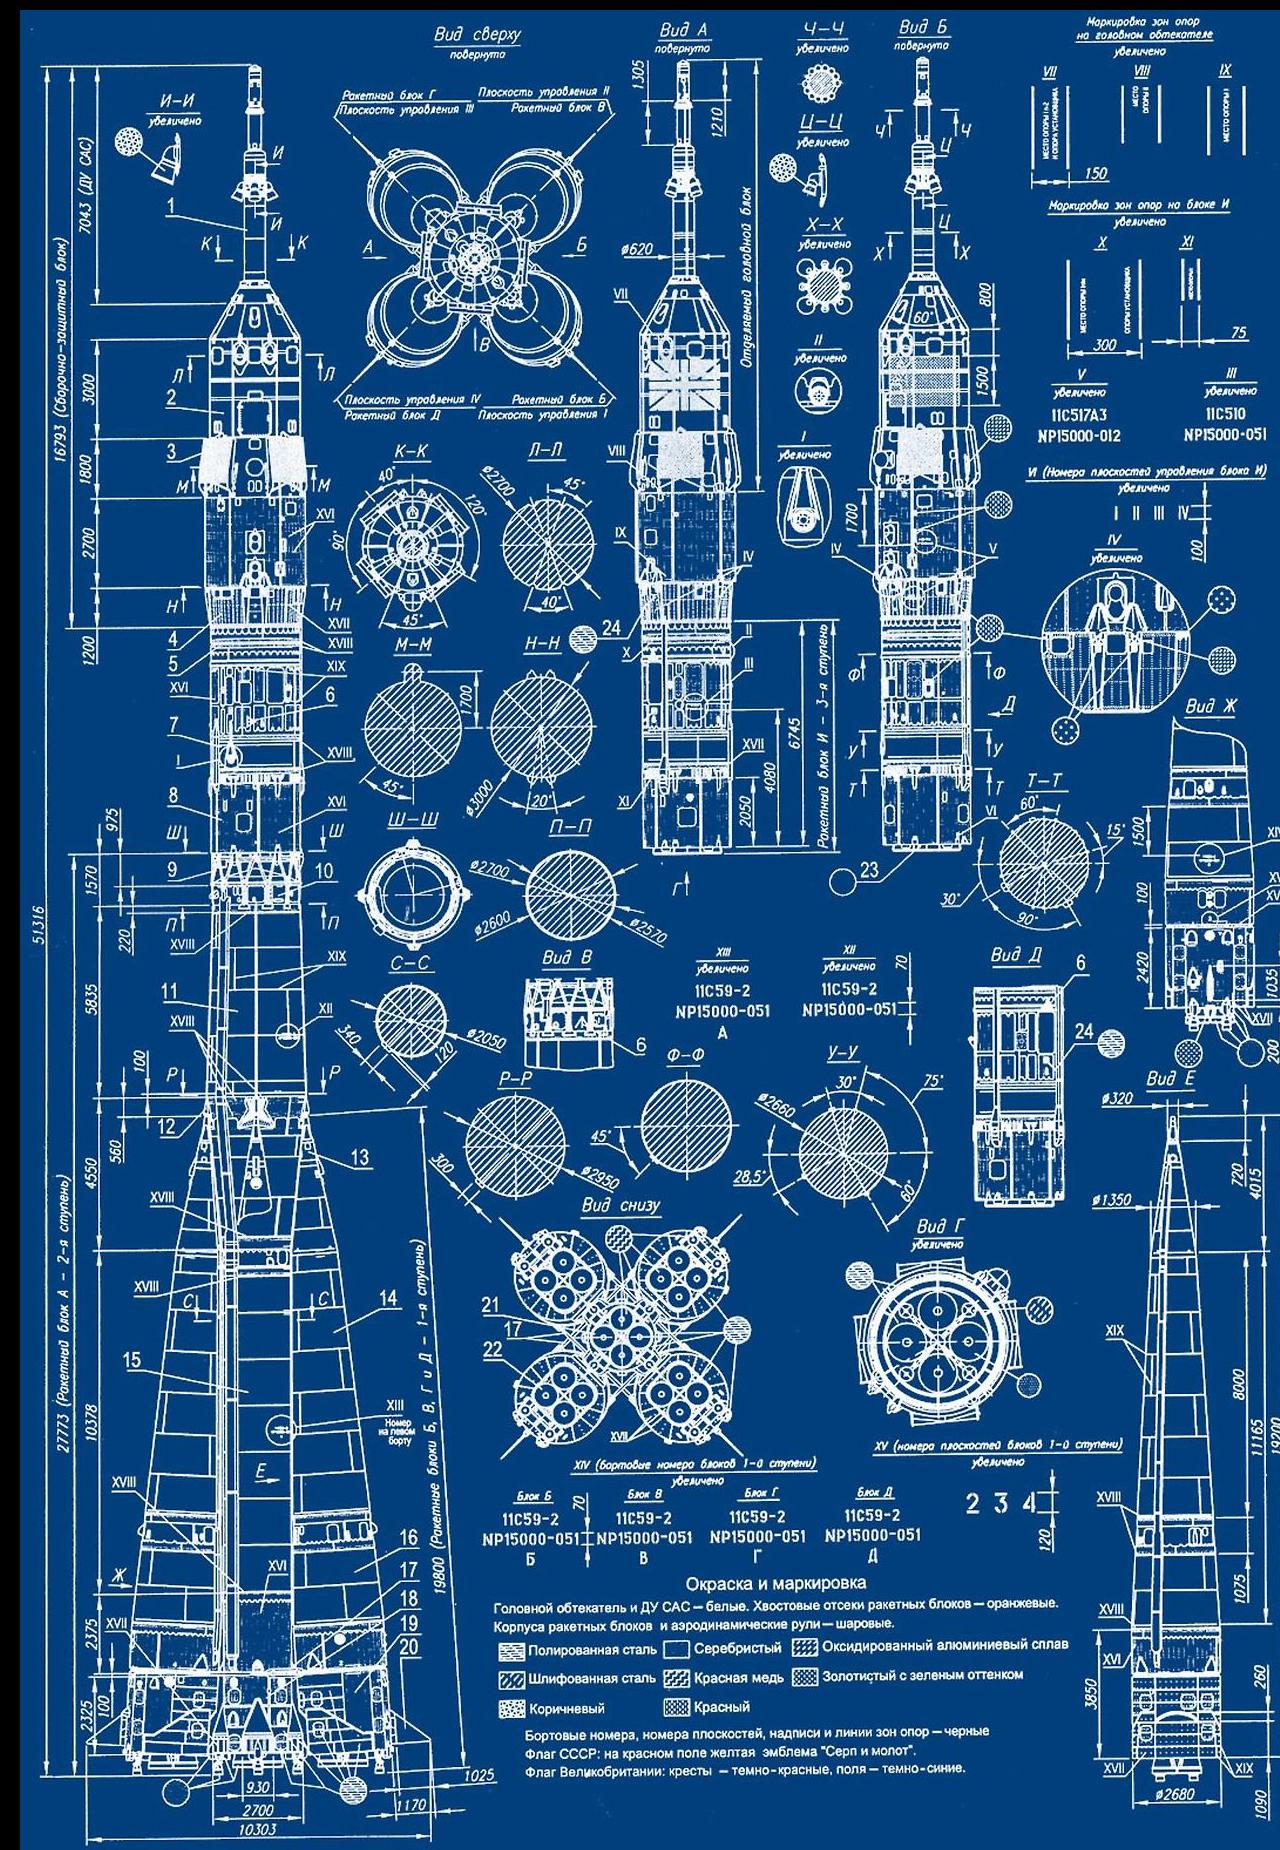 Вид сверху
повернуто
Вид А
повернуто
Ч–Ч
увеличено
Вид Б
повернуто
Маркировка зон опор
на головном обтекателе
увеличено
VII
VIII
IX
И–И
увеличено
Ракетный блок Г
Плоскость управления II
Плоскость управления III
Ракетный блок В
1305
1210
Ц–Ц
увеличено
Ч
Ч
Ц
МЕСТО ОПОРЫ 1 и 2
И ОПОРА УСТАНОВЩИКА
МЕСТО
ОПОРЫ II
МЕСТО ОПОРЫ I
150
7043 (ДУ САС)
И
И
1
К
К
А
Б
В
⌀620
VII
Отделяемый головной блок
Х–Х
увеличено
Ц
Х
Х
60°
800
1500
Маркировка зон опор на блоке И
увеличено
X
XI
ОПОРЫ УСТАНОВЩИКА
300
75
16793 (Сборочно-защитный блок)
Л
Л
2
3
М
М
3000
1800
2700
1200
Плоскость управления IV
Ракетный блок Б
Ракетный блок Д
Плоскость управления I
II
увеличено
I
увеличено
V
увеличено
11С517А3
NP15000-012
III
увеличено
11С510
NP15000-051
К–К
40°
120°
90°
45°
Л–Л
⌀2700
45°
40°
VIII
IX
IV
1700
IV
V
VI (Номера плоскостей управления блока И)
увеличено
I II III IV
100
IV
увеличено
XVI
Н
Н
XVII
XVIII
XIX
4
5
XVI
6
7
I
XVIII
8
XVI
24
X
II
III
XVII
XI
М–М
1700
45°
Н–Н
⌀3000
20°
2050
4080
6745
Ракетный блок И – 3-я ступень
Ф
Ф
Д
У
У
Т
Т
VI
Вид Ж
1500
100
2420
1035
XVII
200
Т–Т
60°
15°
30°
90°
23
Г
975
1570
220
Ш
Ш
9
10
П
П
XVIII
XIX
11
XVIII
XII
51316
5835
100
560
4550
Р
Р
12
13
Ш–Ш
П–П
⌀2700
⌀2600
⌀2570
С–С
340
⌀2050
120
Вид В
6
XIII
увеличено
11С59-2
NP15000-051
А
XII
увеличено
11С59-2
NP15000-051
70
Вид Д
6
24
Р–Р
300
⌀2950
Ф–Ф
45°
У–У
30°
75°
⌀2660
28,5°
60°
Вид Е
⌀320
720
4015
⌀1350
27773 (Ракетный блок А – 2-я ступень)
10378
XVIII
XVIII
С
С
14
15
XIII
Номер
на левом
борту
Е
XVIII
16
17
18
19
20
XVI
Ж
XVII
2375
100
2325
100
19800 (Ракетные блоки Б, В, Г и Д – 1-я ступень)
Вид снизу
21
17
22
XVII
Вид Г
увеличено
XIX
8000
11165
19200
XVIII
1075
XVIII
XVI
3850
260
XVII
XIX
⌀2680
1090
XIV (бортовые номера блоков 1-й ступени)
увеличено
XV (номера плоскостей блоков 1-й ступени)
увеличено
Блок Б
70
Блок В
Блок Г
Блок Д
11С59-2
11С59-2
11С59-2
11С59-2
NP15000-051
NP15000-051
NP15000-051
NP15000-051
Б
В
Г
Д
2 3 4
120
Окраска и маркировка
Головной обтекатель и ДУ САС – белые. Хвостовые отсеки ракетных блоков – оранжевые.
Корпуса ракетных блоков и аэродинамические рули – шаровые.
Полированная сталь
Серебристый
Оксидированный алюминиевый сплав
Шлифованная сталь
Красная медь
Золотистый с зеленым оттенком
Коричневый
Красный
Бортовые номера, номера плоскостей, надписи и линии зон опор – черные
Флаг СССР: на красном поле желтая эмблема "Серп и молот".
Флаг Великобритании: кресты – темно-красные, поля – темно-синие.
930
2700
10303
1170
1025